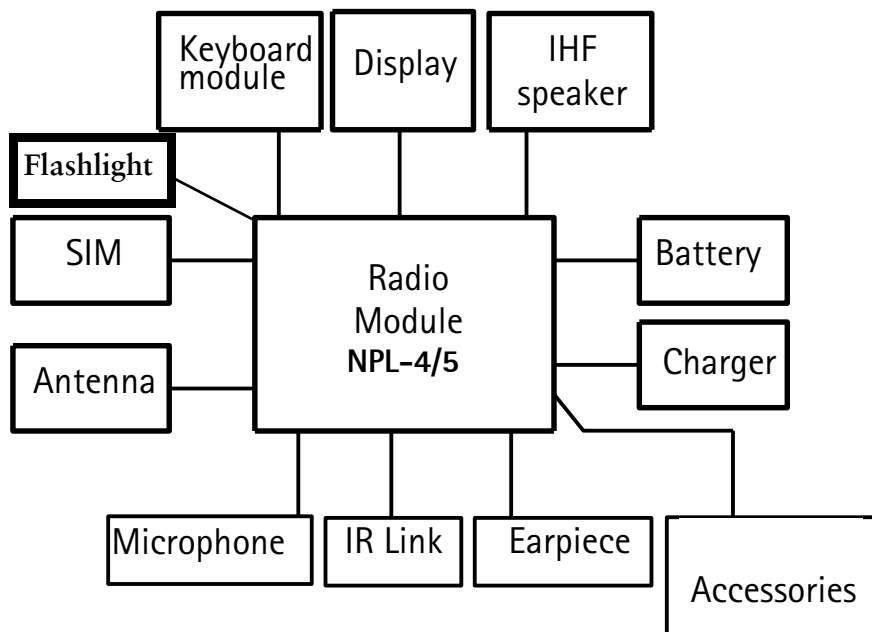 Keyboard
module
Display
IHF
speaker
Flashlight
SIM
Radio
Module
NPL-4/5
Battery
Antenna
Charger
Microphone
IR Link
Earpiece
Accessories